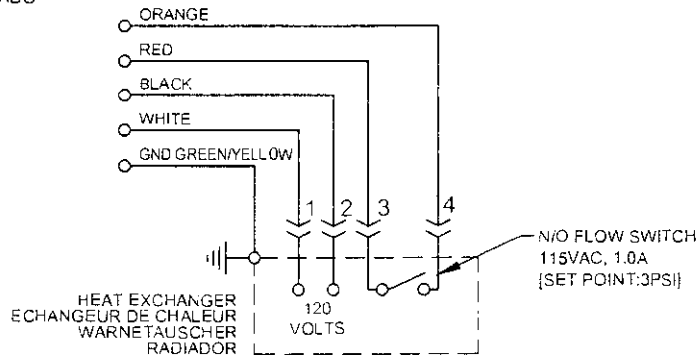 ORANGE
RED
BLACK
WHITE
GND GREEN/YELLOW
1 2 3 4
N/O FLOW SWITCH
115VAC, 1.0A
[SET POINT:3PSI]
120
VOLTS
HEAT EXCHANGER
ECHANGEUR DE CHALEUR
WARNETAUSCHER
RADIADOR